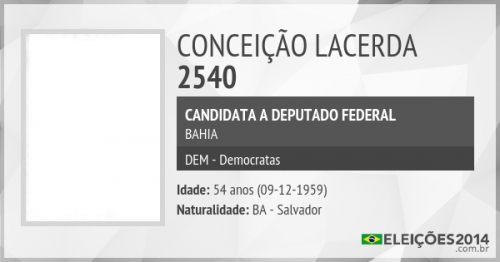 CONCEIÇÃO LACERDA
2540
CANDIDATA A DEPUTADO FEDERAL
BAHIA
DEM - Democratas
Idade: 54 anos (09-12-1959)
Naturalidade: BA - Salvador
ELEIÇÕES2014
.com.br